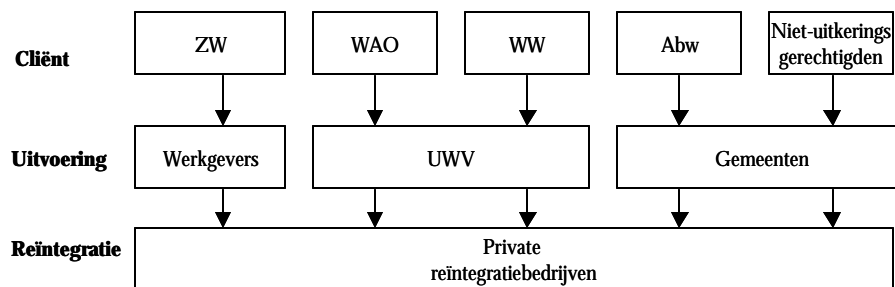 Cliënt
ZW
WAO
WW
Abw
Niet-uitkerings
gerechtigden
Uitvoering
Werkgevers
UWV
Gemeenten
Reïntegratie
Private
reïntegratiebedrijven